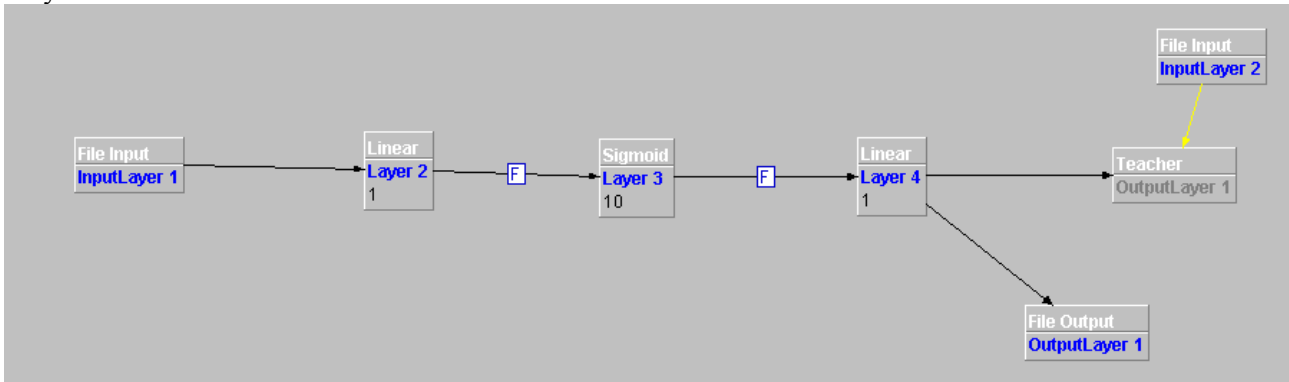 File Input
InputLayer 2
File Input
InputLayer 1
Linear
Layer 2
1
F
Sigmoid
Layer 3
10
F
Linear
Layer 4
1
Teacher
OutputLayer 1
File Output
OutputLayer 1